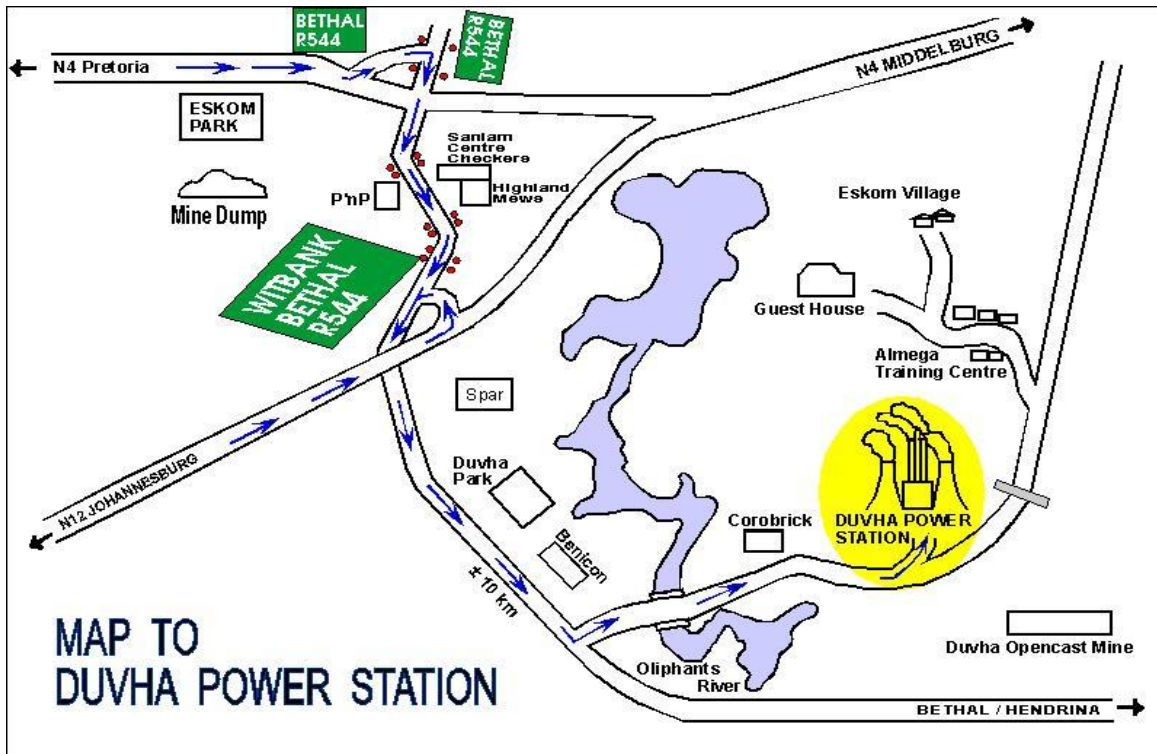 BETHAL
R544
BETHAL
R544
N4 Pretoria
N4 MIDDELBURG
ESKOM
PARK
Sanlam
Centre
Checkers
P'nP
Highland
Mews
Mine Dump
Eskom Village
WITBANK
BETHAL
R544
Guest House
Almega
Training Centre
Spar
N12 JOHANNESBURG
Duvha
Park
Corobrick
DUVHA POWER
STATION
Benicon
± 10 km
MAP TO
DUVHA POWER STATION
Duvha Opencast Mine
Oliphants
River
BETHAL / HENDRINA